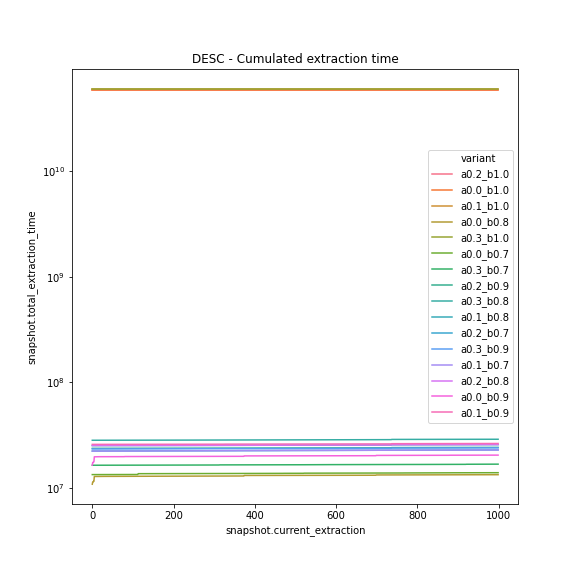 DESC - Cumulated extraction time
snapshot.total_extraction_time
10^10
10^9
10^8
10^7
variant
a0.2_b1.0
a0.0_b1.0
a0.1_b1.0
a0.0_b0.8
a0.3_b1.0
a0.0_b0.7
a0.3_b0.7
a0.2_b0.9
a0.3_b0.8
a0.1_b0.8
a0.2_b0.7
a0.3_b0.9
a0.1_b0.7
a0.2_b0.8
a0.0_b0.9
a0.1_b0.9
0 200 400 600 800 1000
snapshot.current_extraction